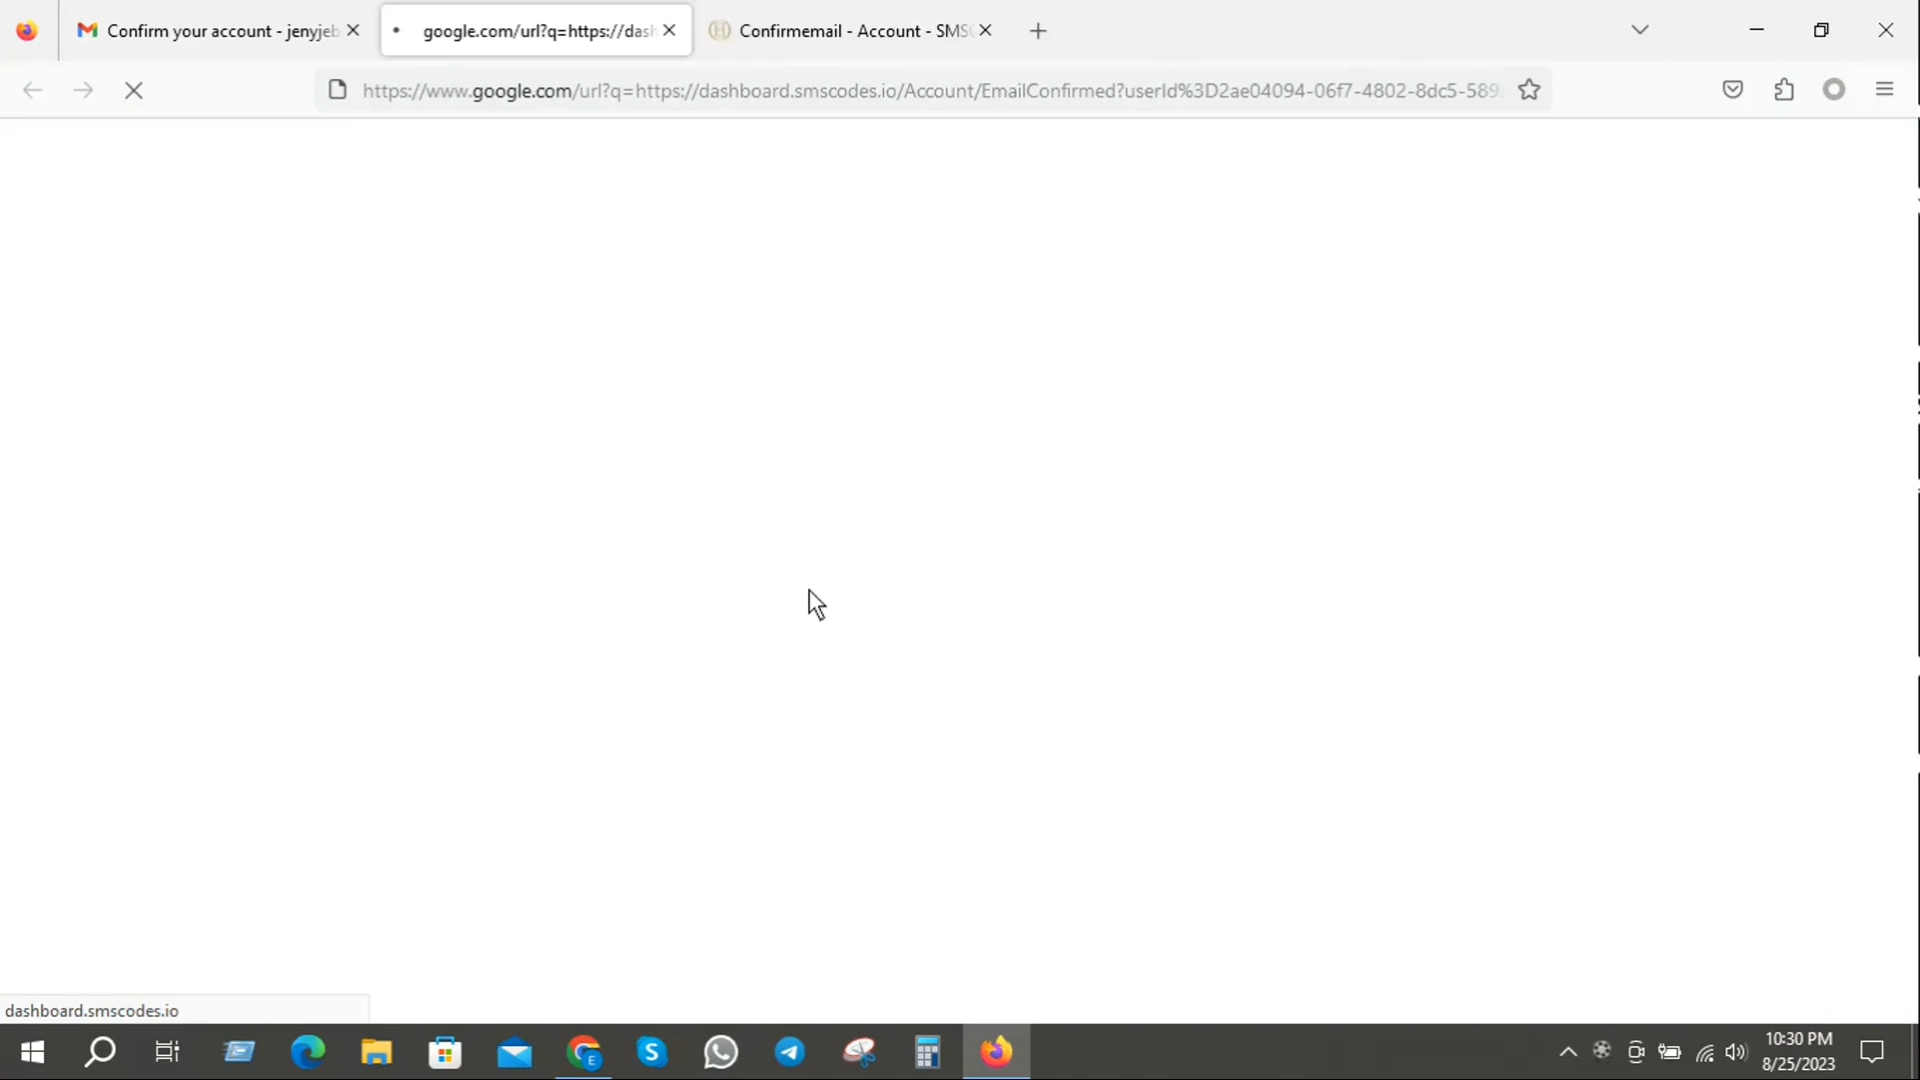 Confirm your account - jenyjeb
google.com/url?q=https://das
Confirmemail - Account - SMSC
https://www.google.com/url?q=https://dashboard.smscodes.io/Account/EmailConfirmed?userId%3D2ae04094-06f7-4802-8dc5-589
dashboard.smscodes.io
10:30 PM
8/25/2023